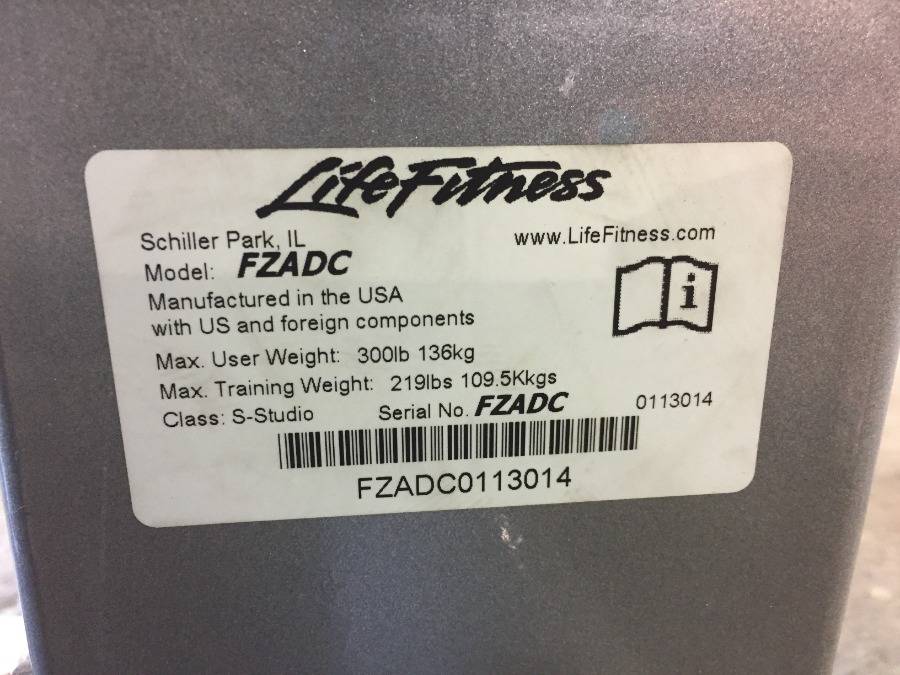 LifeFitness
Schiller Park, IL
www.LifeFitness.com
Model: FZADC
Manufactured in the USA
with US and foreign components
i
Max. User Weight: 300lb 136kg
Max. Training Weight: 219lbs 109.5Kkgs
Class: S-Studio Serial No. FZADC 0113014
FZADC0113014